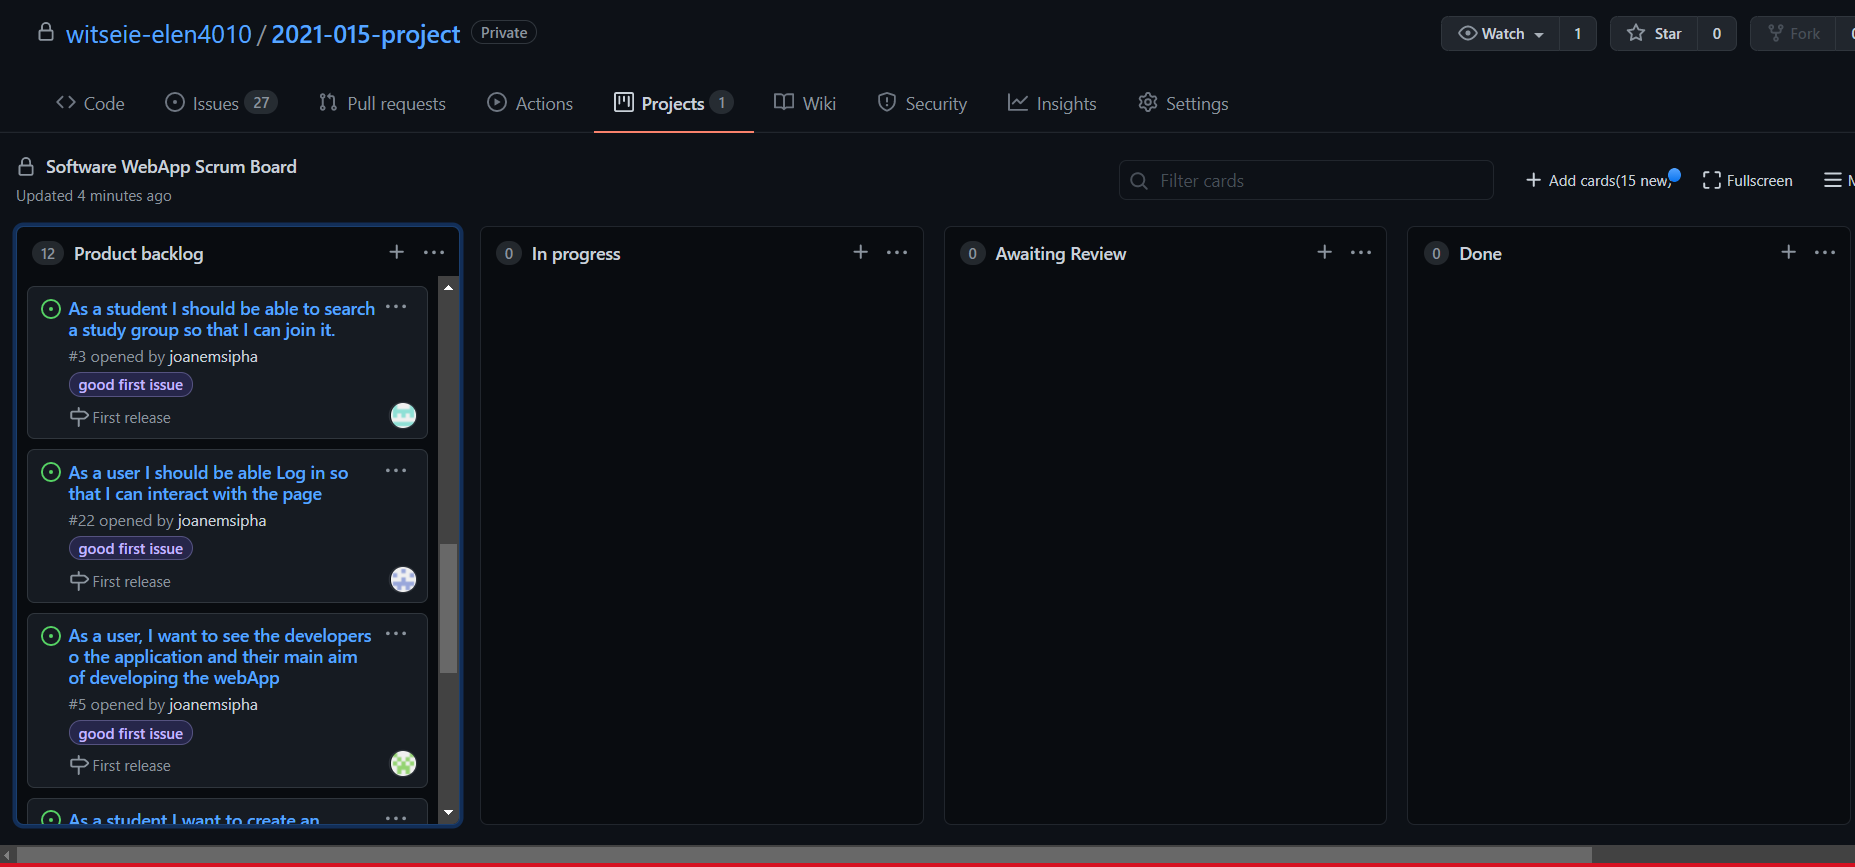 witseie-elen4010 / 2021-015-project Private
Watch 1 Star 0 Fork
Code Issues 27 Pull requests Actions Projects 1 Wiki Security Insights Settings
Software WebApp Scrum Board
Updated 4 minutes ago
Filter cards
Add cards(15 new)
Fullscreen
12 Product backlog
As a student I should be able to search
a study group so that I can join it.
#3 opened by joanemsipha
good first issue
First release
As a user I should be able Log in so
that I can interact with the page
#22 opened by joanemsipha
good first issue
First release
As a user, I want to see the developers
o the application and their main aim
of developing the webApp
#5 opened by joanemsipha
good first issue
First release
As a student I want to create an
0 In progress
0 Awaiting Review
0 Done